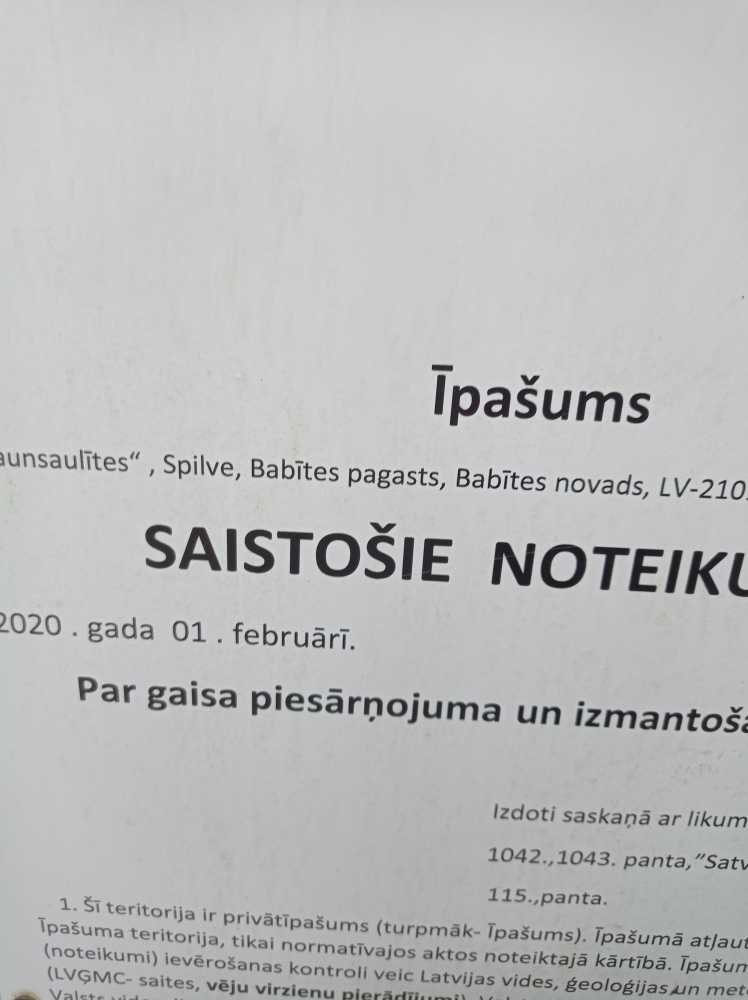 Īpašums
aunsaulītes“ , Spilve, Babītes pagasts, Babītes novads, LV-210
SAISTOŠIE NOTEIKU
2020 . gada 01 . februārī.
Par gaisa piesārņojuma un izmantoša
Izdoti saskaņā ar likum
1042.,1043. panta,”Satv
115.,panta.
1. Šī teritorija ir privātīpašums (turpmāk- Īpašums). Īpašumā atļaut
Īpašuma teritorija, tikai normatīvajos aktos noteiktajā kārtībā. Īpašun
(noteikumi) ievērošanas kontroli veic Latvijas vides, ģeoloģijas un met
(LVĢMC- saites, vēju virzienu pierādījumi)
Valsts